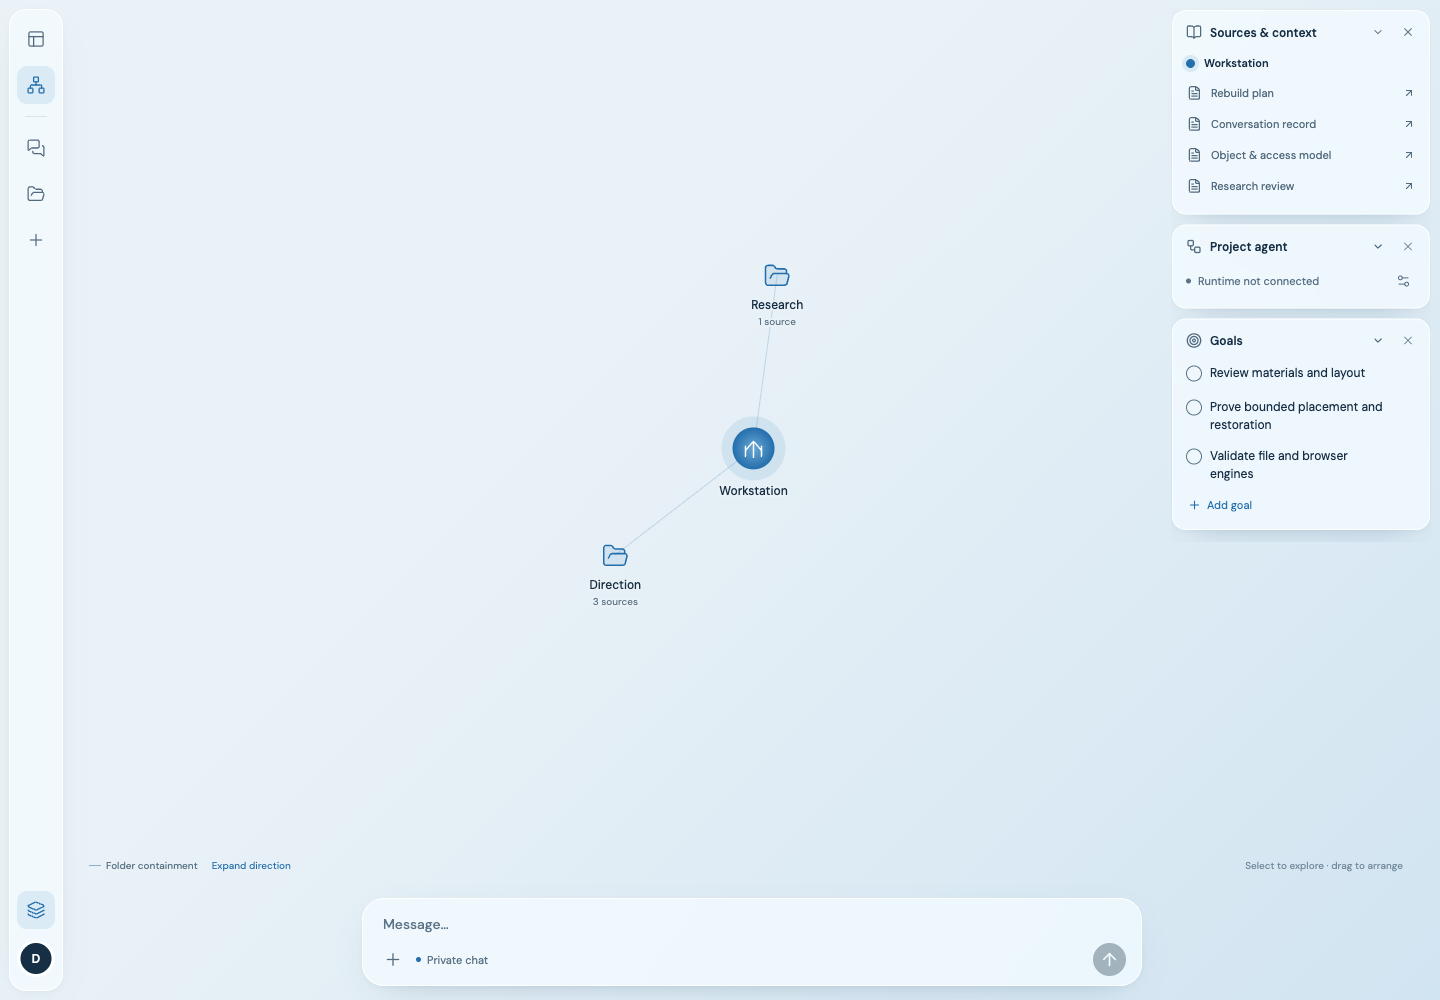 Sources & context
Workstation
Rebuild plan
Conversation record
Object & access model
Research review
Project agent
Runtime not connected
Goals
Review materials and layout
Prove bounded placement and
restoration
Validate file and browser
engines
Add goal
Research
1 source
Workstation
Direction
3 sources
Folder containment
Expand direction
Select to explore · drag to arrange
Message...
Private chat
D